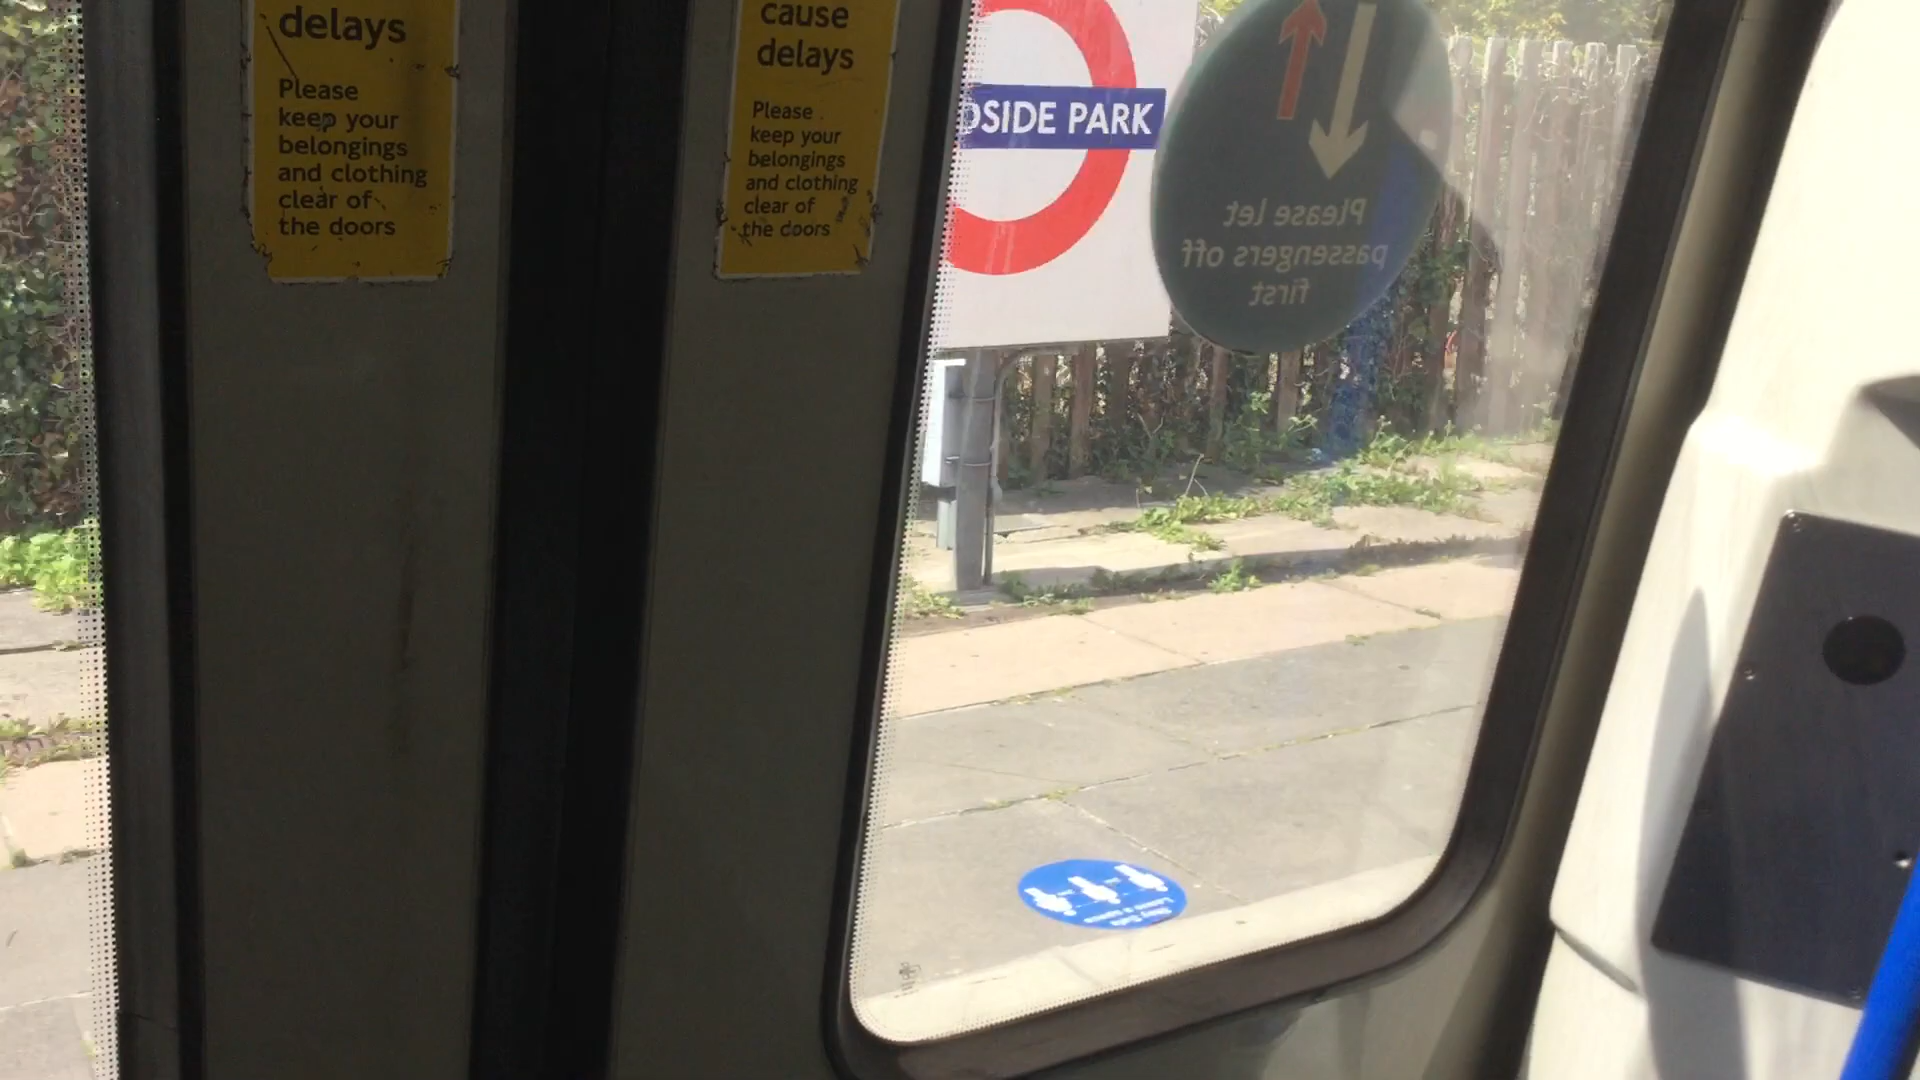 delays
Please
keep your
belongings
and clothing
clear of
the doors
cause
delays
Please
keep your
belongings
and clothing
clear of
the doors
DSIDE PARK
Please let
passengers off
first